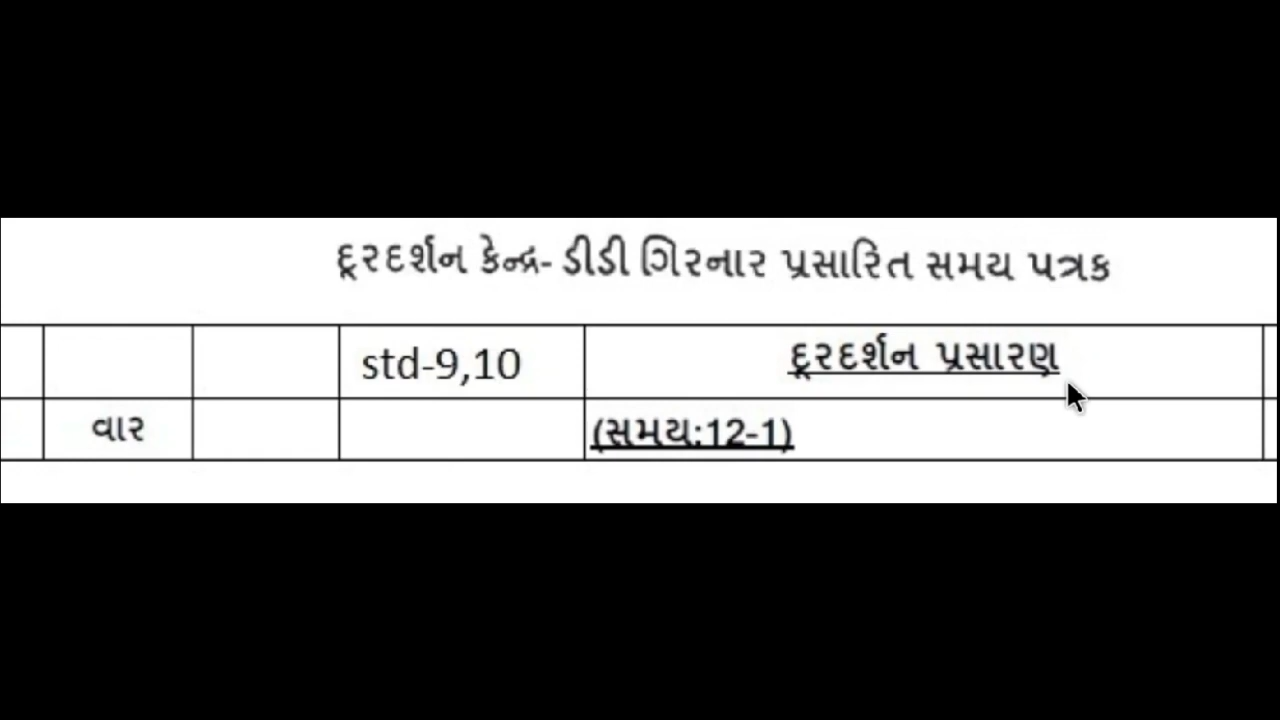 દૂરદર્શન કેન્દ્ર- ડીડી ગિરનાર પ્રસારિત સમય પત્રક
std-9,10 દૂરદર્શન પ્રસારણ
વાર (સમય:12-1)